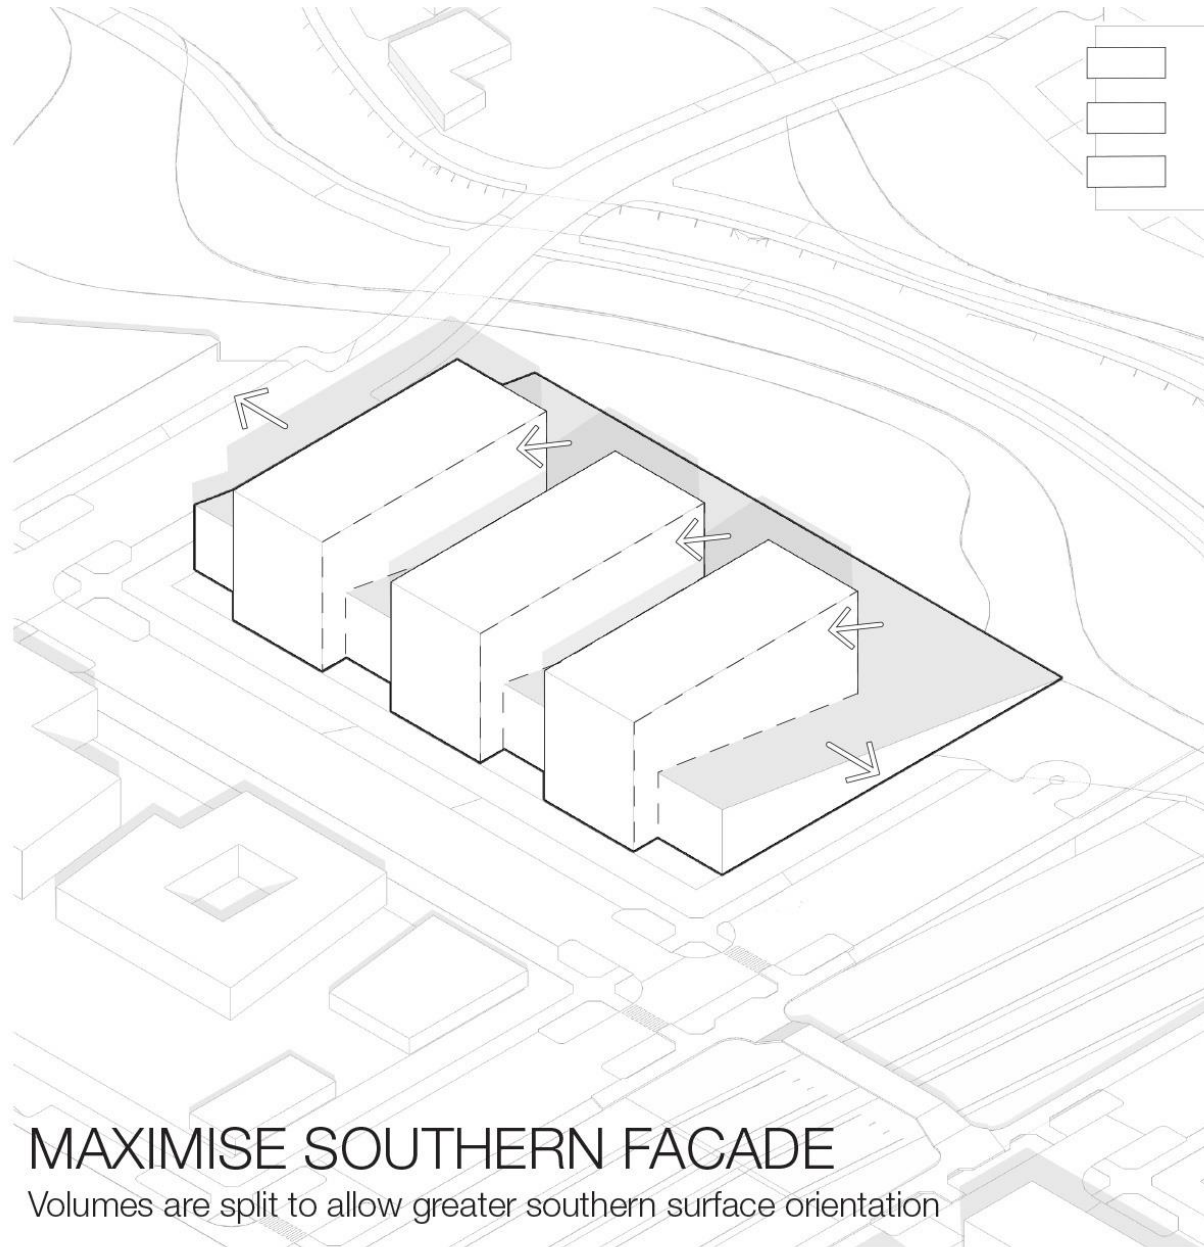 MAXIMISE SOUTHERN FACADE
Volumes are split to allow greater southern surface orientation